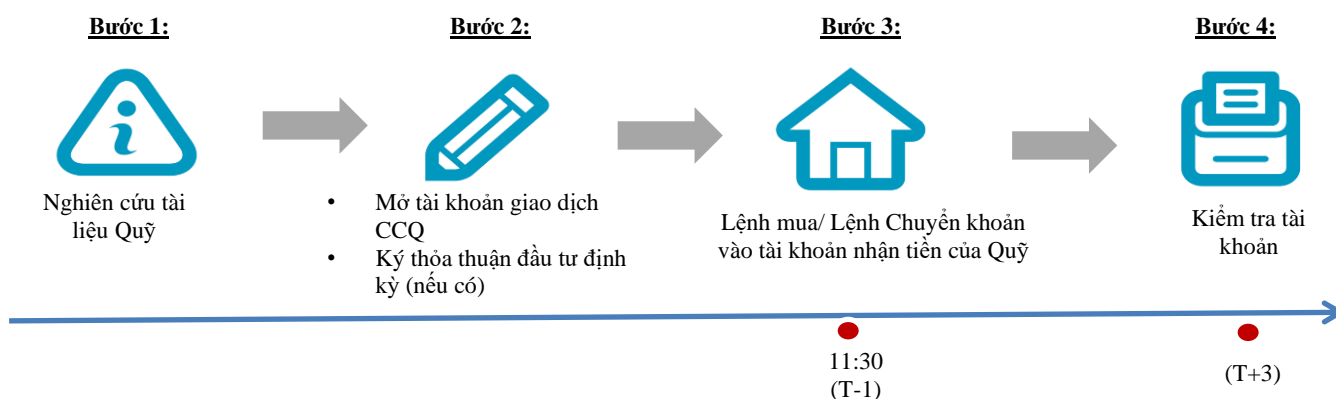 Bước 1:
Bước 2:
Bước 3:
Bước 4:
Nghiên cứu tài
liệu Quỹ
• Mở tài khoản giao dịch
CCQ
• Ký thỏa thuận đầu tư định
kỳ (nếu có)
Lệnh mua/ Lệnh Chuyển khoản
vào tài khoản nhận tiền của Quỹ
Kiểm tra tài
khoản
11:30
(T-1)
(T+3)